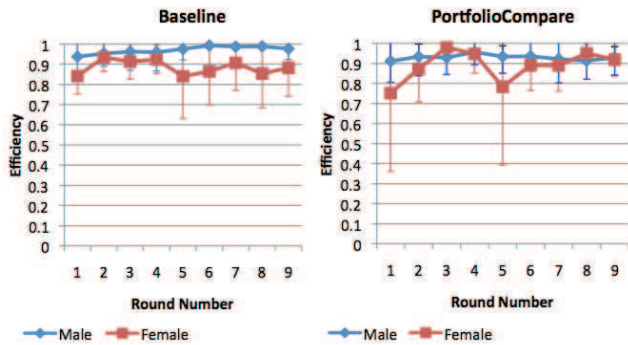 Baseline
1
0.9
0.8
0.7
0.6
0.5
0.4
0.3
0.2
0.1
0
Efficiency
1 2 3 4 5 6 7 8 9
Round Number
Male Female
PortfolioCompare
1
0.9
0.8
0.7
0.6
0.5
0.4
0.3
0.2
0.1
0
Efficiency
1 2 3 4 5 6 7 8 9
Round Number
Male Female